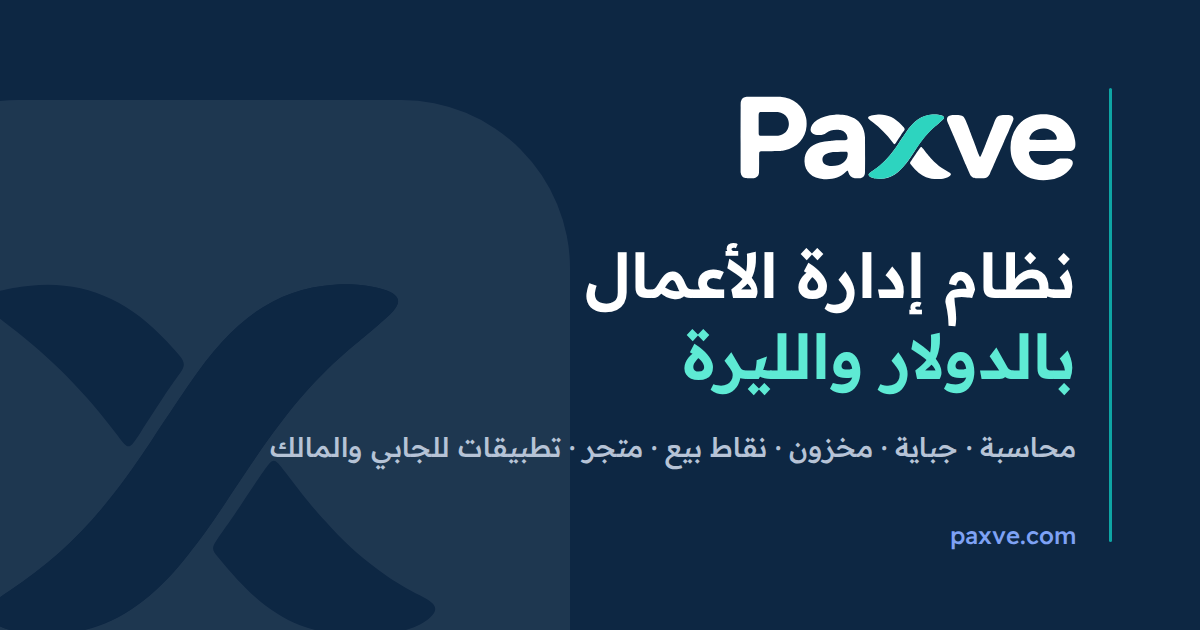 Paxve
نظام إدارة الأعمال
بالدولار والليرة
محاسبة · جباية · مخزون · نقاط بيع · متجر · تطبيقات للجابي والمالك
paxve.com